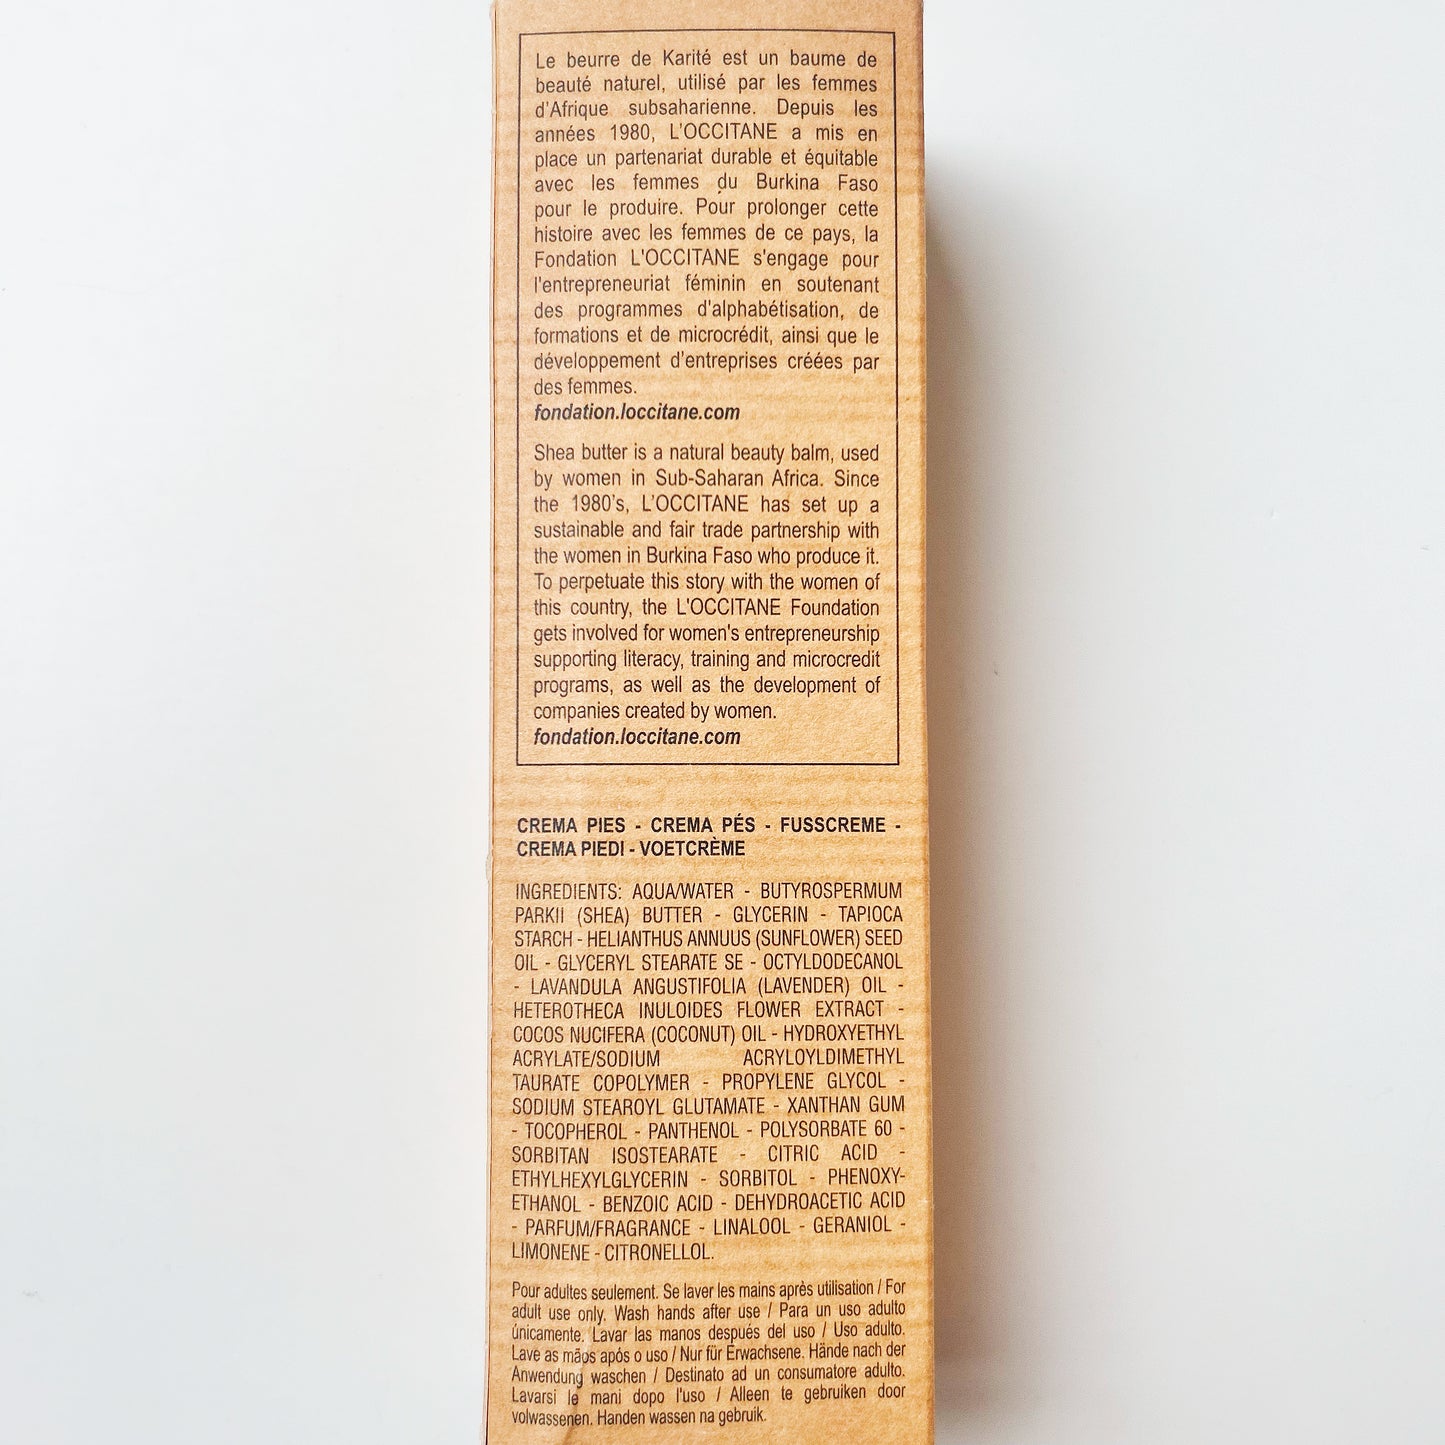 Le beurre de Karité est un baume de
beauté naturel, utilisé par les femmes
d'Afrique subsaharienne. Depuis les
années 1980, L'OCCITANE a mis en
place un partenariat durable et équitable
avec les femmes du Burkina Faso
pour le produire. Pour prolonger cette
histoire avec les femmes de ce pays, la
Fondation L'OCCITANE s'engage pour
l'entrepreneuriat féminin en soutenant
des programmes d'alphabétisation, de
formations et de microcrédit, ainsi que le
développement d'entreprises créées par
des femmes.
fondation.loccitane.com
Shea butter is a natural beauty balm, used
by women in Sub-Saharan Africa. Since
the 1980's, L'OCCITANE has set up a
sustainable and fair trade partnership with
the women in Burkina Faso who produce it.
To perpetuate this story with the women of
this country, the L'OCCITANE Foundation
gets involved for women's entrepreneurship
supporting literacy, training and microcredit
programs, as well as the development of
companies created by women.
fondation.loccitane.com
CREMA PIES - CREMA PÉS - FUSSCREME -
CREMA PIEDI - VOETCRÈME
INGREDIENTS: AQUA/WATER - BUTYROSPERMUM
PARKII (SHEA) BUTTER - GLYCERIN - TAPIOCA
STARCH - HELIANTHUS ANNUUS (SUNFLOWER) SEED
OIL - GLYCERYL STEARATE SE - OCTYLDODECANOL
- LAVANDULA ANGUSTIFOLIA (LAVENDER) OIL -
HETEROTHECA INULOIDES FLOWER EXTRACT -
COCOS NUCIFERA (COCONUT) OIL - HYDROXYETHYL
ACRYLATE/SODIUM ACRYLOYLDIMETHYL
TAURATE COPOLYMER - PROPYLENE GLYCOL -
SODIUM STEAROYL GLUTAMATE - XANTHAN GUM
- TOCOPHEROL - PANTHENOL - POLYSORBATE 60 -
SORBITAN ISOSTEARATE - CITRIC ACID -
ETHYLHEXYLGLYCERIN - SORBITOL - PHENOXY-
ETHANOL - BENZOIC ACID - DEHYDROACETIC ACID
- PARFUM/FRAGRANCE - LINALOOL - GERANIOL -
LIMONENE - CITRONELLOL.
Pour adultes seulement. Se laver les mains après utilisation / For
adult use only. Wash hands after use / Para un uso adulto
únicamente. Lavar las manos después del uso / Uso adulto.
Lave as mãos após o uso / Nur für Erwachsene. Hände nach der
Anwendung waschen / Destinato ad un consumatore adulto.
Lavarsi le mani dopo l'uso / Alleen te gebruiken door
volwassenen. Handen wassen na gebruik.